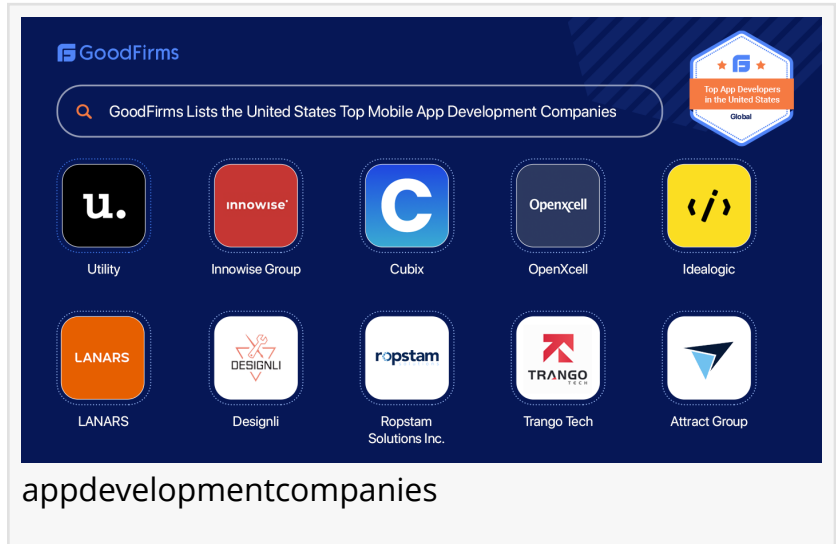 GoodFirms
Top App Developers
in the United States
Global
GoodFirms Lists the United States Top Mobile App Development Companies
u.
ınnowıse
C
Openxcell
‹/›
Utility
Innowise Group
Cubix
OpenXcell
Idealogic
LANARS
DESIGNLI
ropstam
TRANGO
TECH
LANARS
Designli
Ropstam
Solutions Inc.
Trango Tech
Attract Group
appdevelopmentcompanies